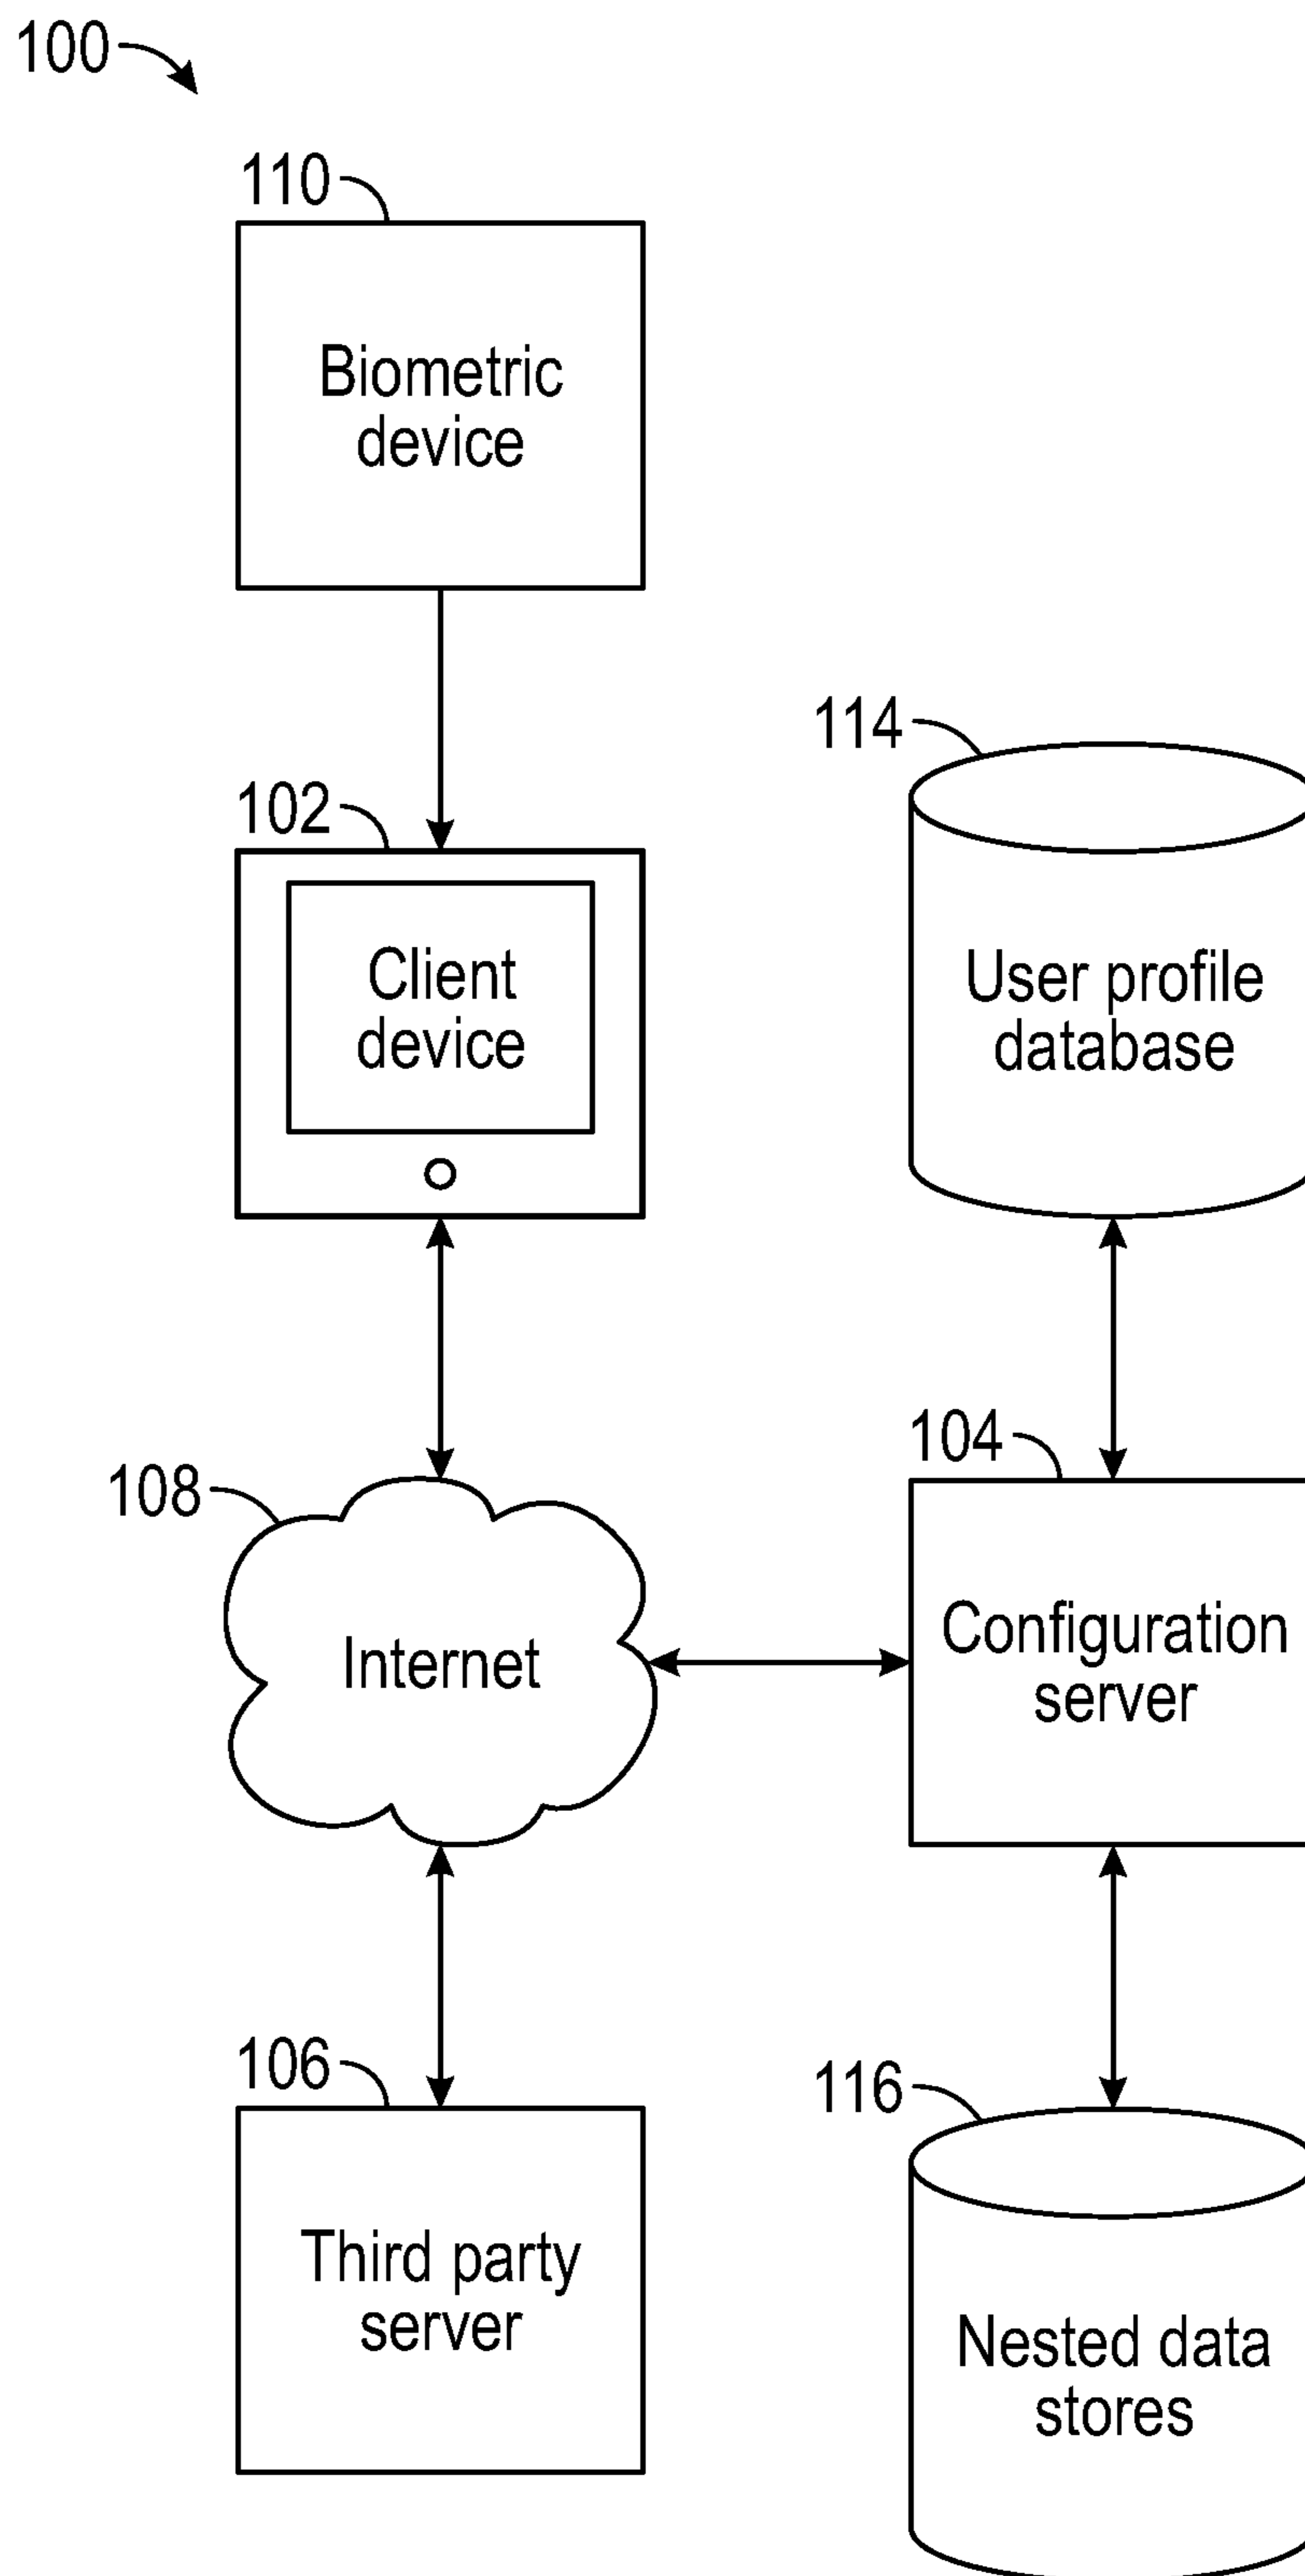 100
110
Biometric
device
102
Client
device
114
User profile
database
108
Internet
104
Configuration
server
106
Third party
server
116
Nested data
stores